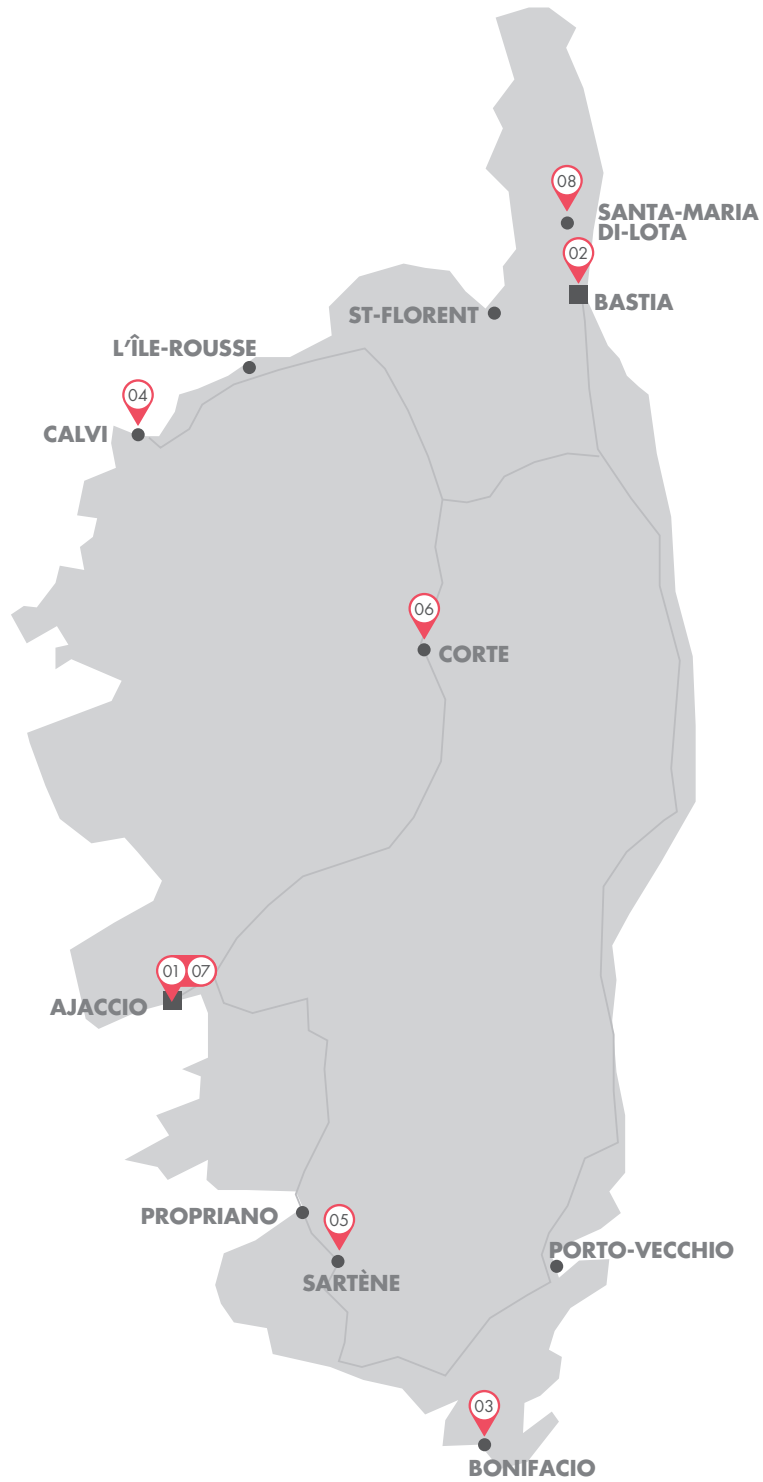 08
SANTA-MARIA
DI-LOTA
02
BASTIA
ST-FLORENT
L'ÎLE-ROUSSE
04
CALVI
06
CORTE
01 07
AJACCIO
PROPRIANO
05
SARTÈNE
PORTO-VECCHIO
03
BONIFACIO